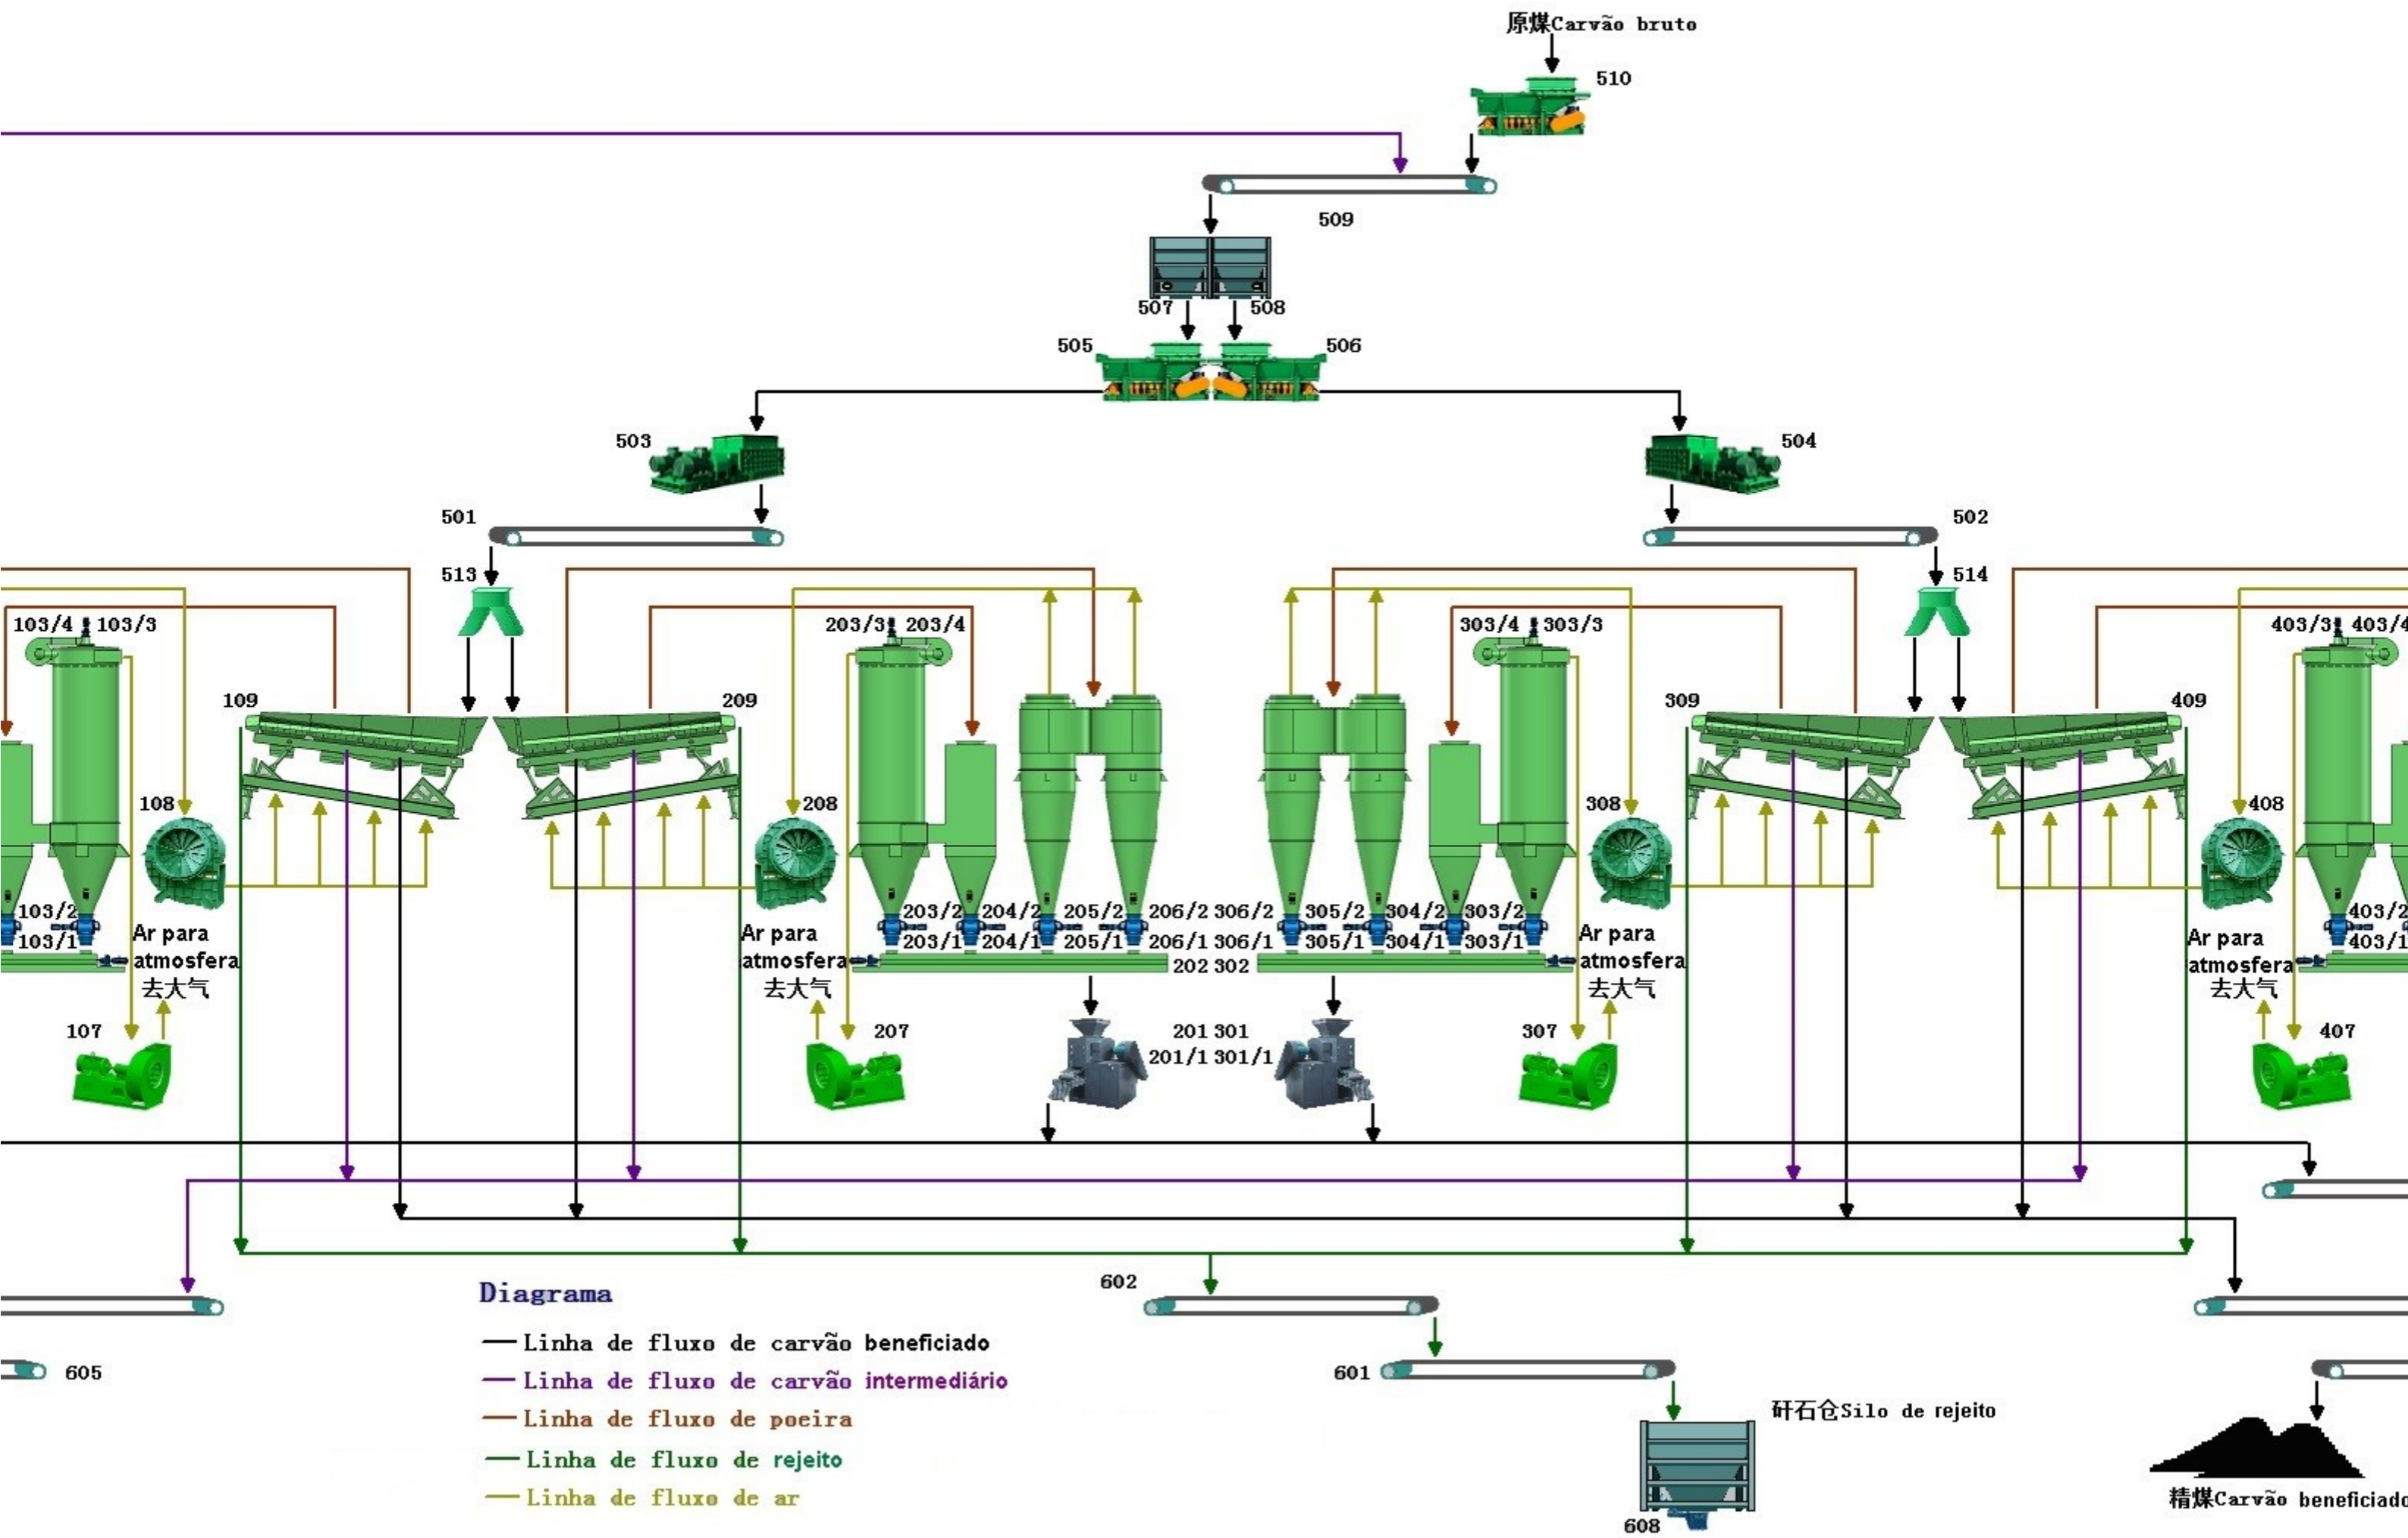 原煤Carvão bruto
510
509
507 508
505 506
503 504
501 502
513 514
103/4 103/3 203/3 203/4 303/4 303/3 403/3 403/4
109 209 309 409
108 208 308 408
103/2 203/2 204/2 205/2 206/2 306/2 305/2 304/2 303/2 403/2
103/1 203/1 204/1 205/1 206/1 306/1 305/1 304/1 303/1 403/1
Ar para Ar para Ar para Ar para
atmosfera atmosfera atmosfera atmosfera
202 302
去大气 去大气 去大气 去大气
107 207 201 301 307 407
201/1 301/1
602
Diagrama
Linha de fluxo de carvão beneficiado
601
605
Linha de fluxo de carvão intermediário
Linha de fluxo de poeira
矸石仓Silo de rejeito
Linha de fluxo de rejeito
Linha de fluxo de ar
精煤Carvão beneficiado
608